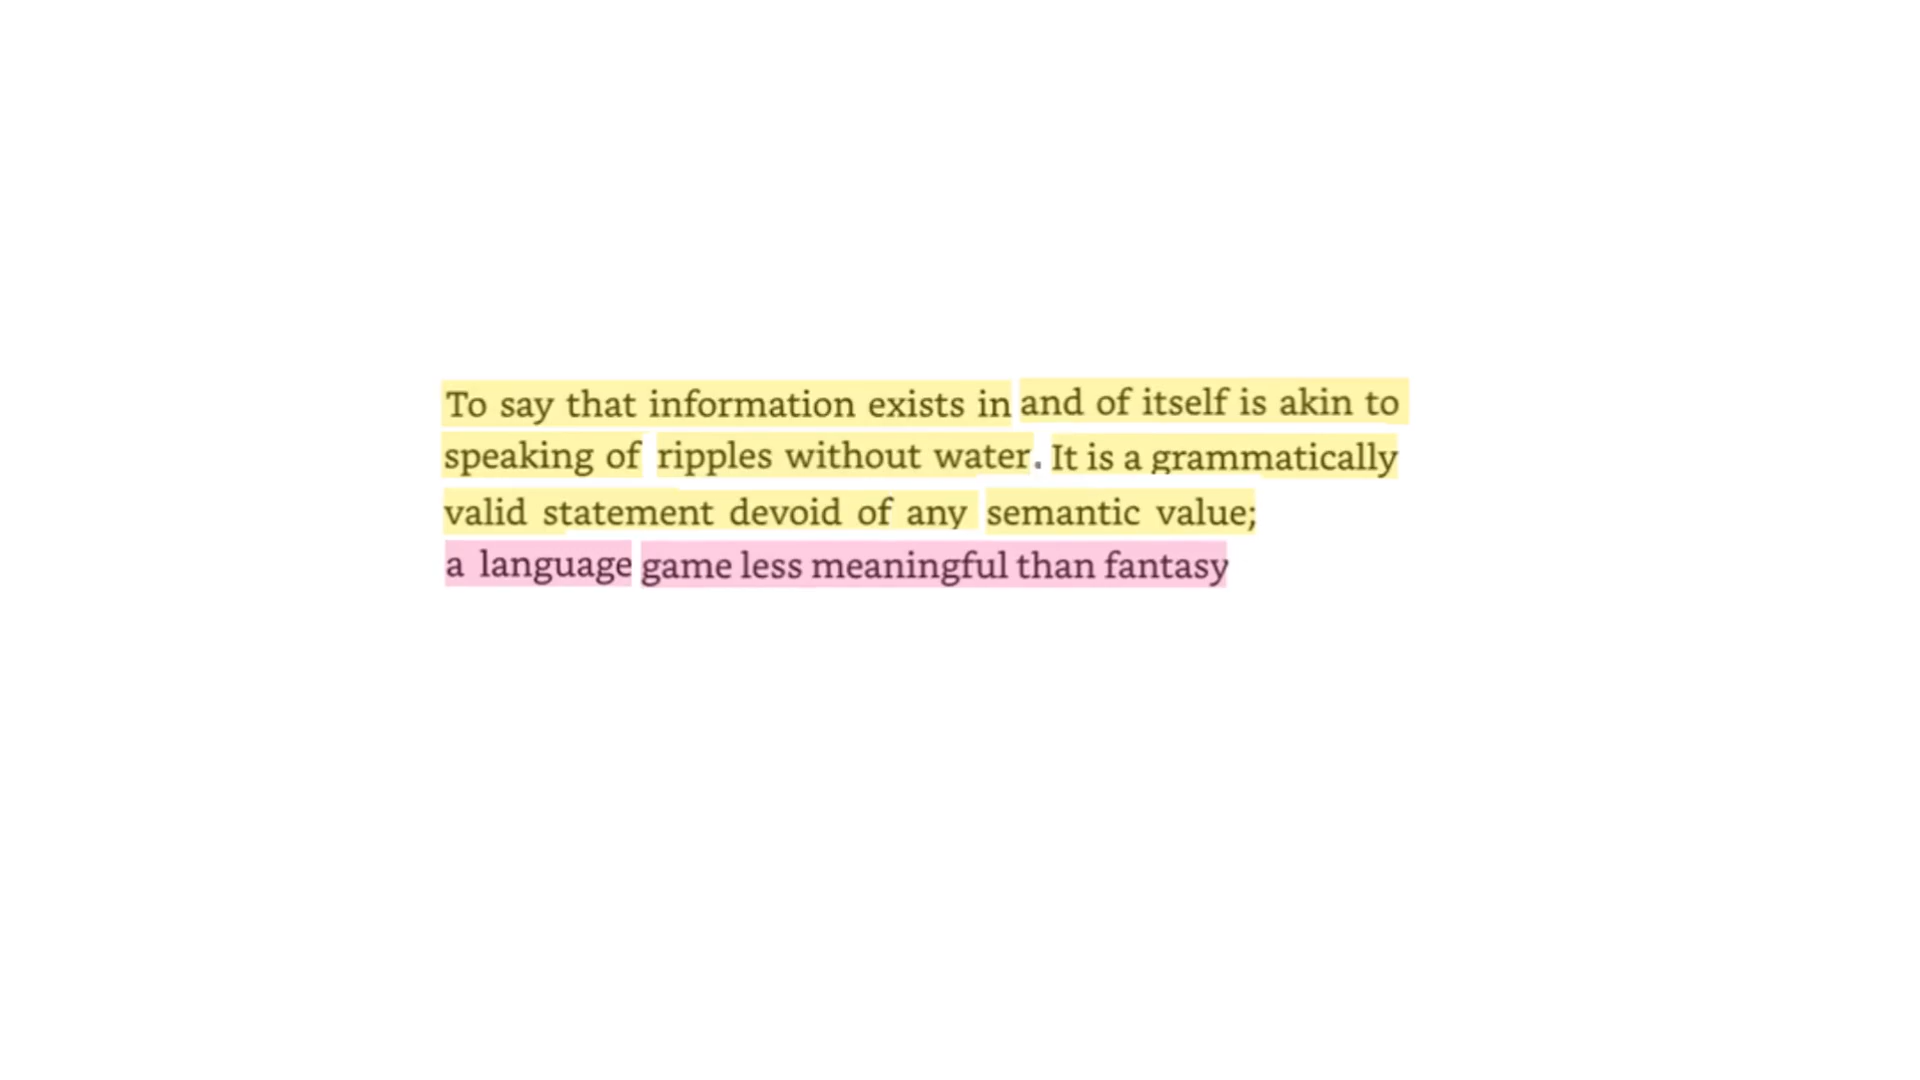 To say that information exists in and of itself is akin to
speaking of ripples without water. It is a grammatically
valid statement devoid of any semantic value;
a language game less meaningful than fantasy